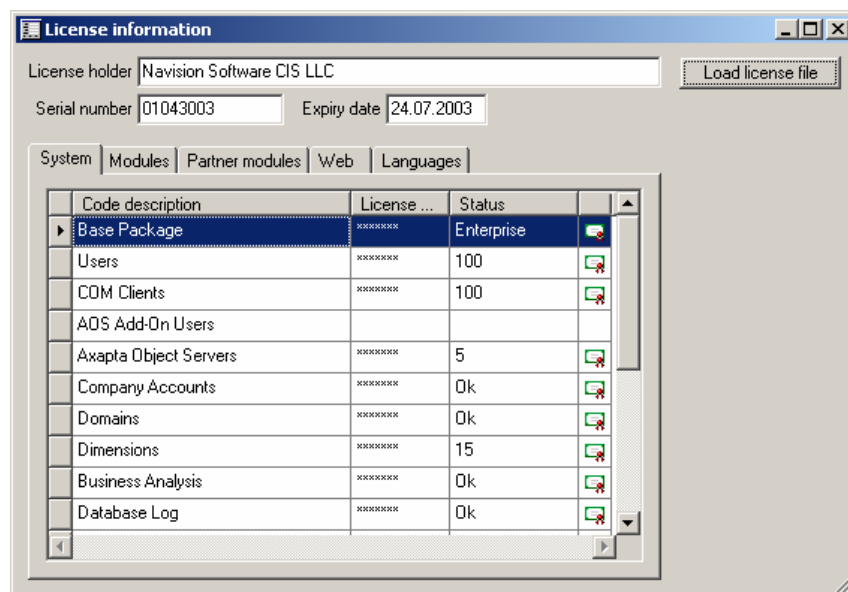 License information
License holder Navision Software CIS LLC Load license file
Serial number 01043003 Expiry date 24.07.2003
System Modules Partner modules Web Languages
Code description License ... Status
Base Package ******* Enterprise
Users ******* 100
COM Clients ******* 100
AOS Add-On Users
Axapta Object Servers ******* 5
Company Accounts ******* Ok
Domains ******* Ok
Dimensions ******* 15
Business Analysis ******* Ok
Database Log ******* Ok